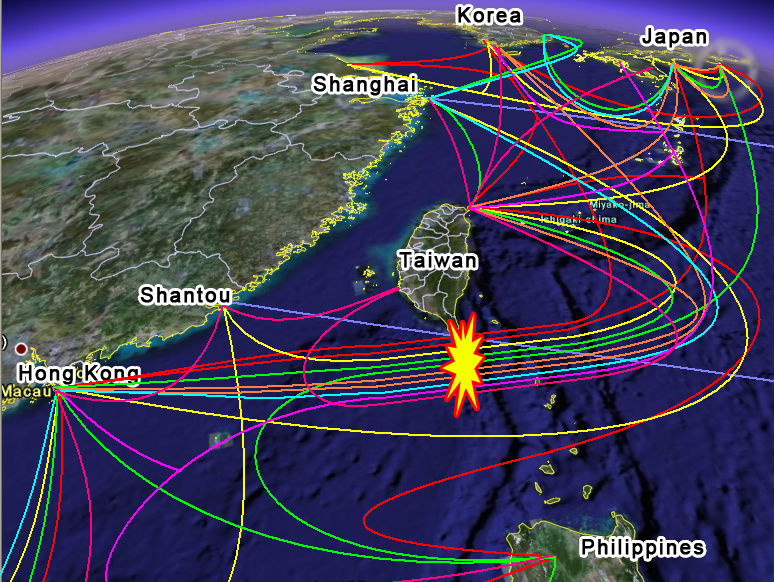 Korea
Japan
Shanghai
Miyako-jima
Ishigaki-shima
Taiwan
Shantou
)
Hong Kong
Macau
Philippines